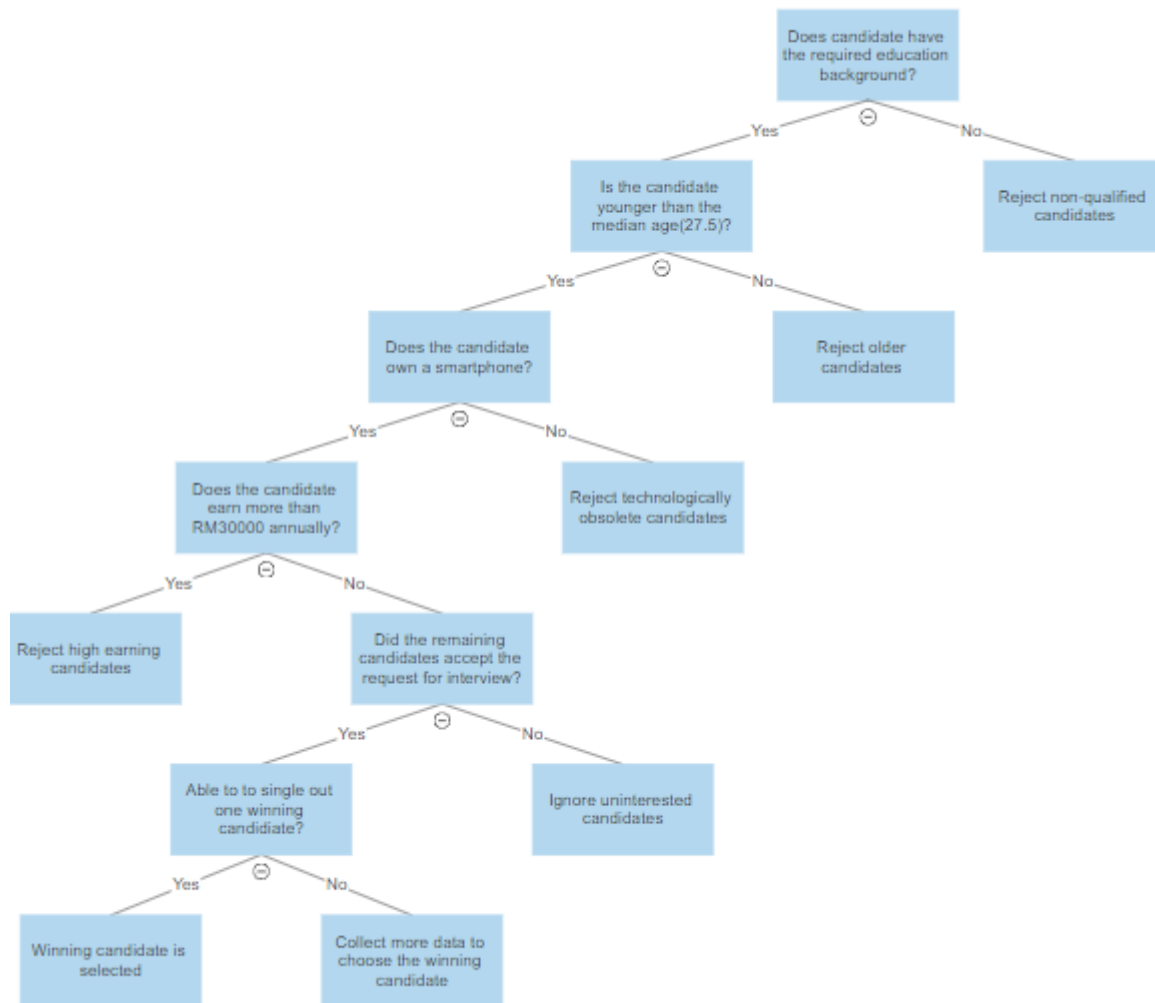 Does candidate have
the required education
background?
Yes
No
Is the candidate
younger than the
median age(27.5)?
Reject non-qualified
candidates
Yes
No
Does the candidate
own a smartphone?
Reject older
candidates
Yes
No
Does the candidate
earn more than
RM30000 annually?
Reject technologically
obsolete candidates
Yes
No
Reject high earning
candidates
Did the remaining
candidates accept the
request for interview?
Yes
No
Able to to single out
one winning
candidiate?
Ignore uninterested
candidates
Yes
No
Winning candidate is
selected
Collect more data to
choose the winning
candidate